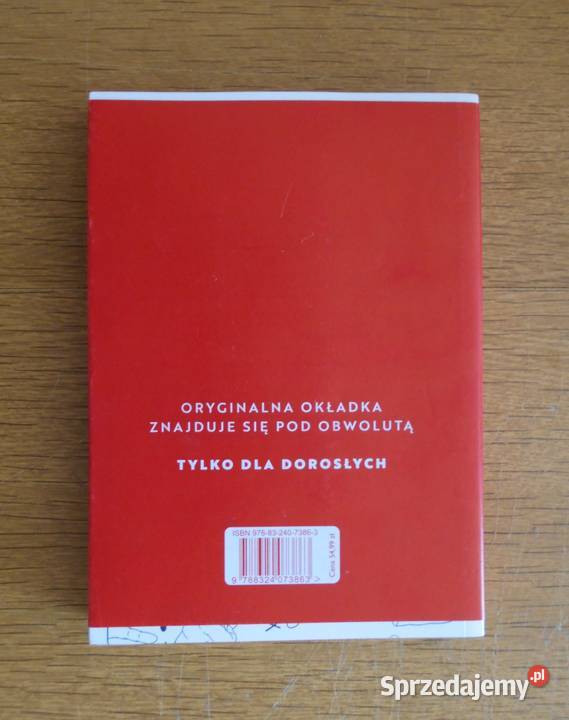 ORYGINALNA OKŁADKA
ZNAJDUJE SIĘ POD OBWOLUTĄ
TYLKO DLA DOROSŁYCH
ISBN 978-83-240-7386-3
9 788324 073863 >
Cena 54,99 zł
Sprzedajemy.pl